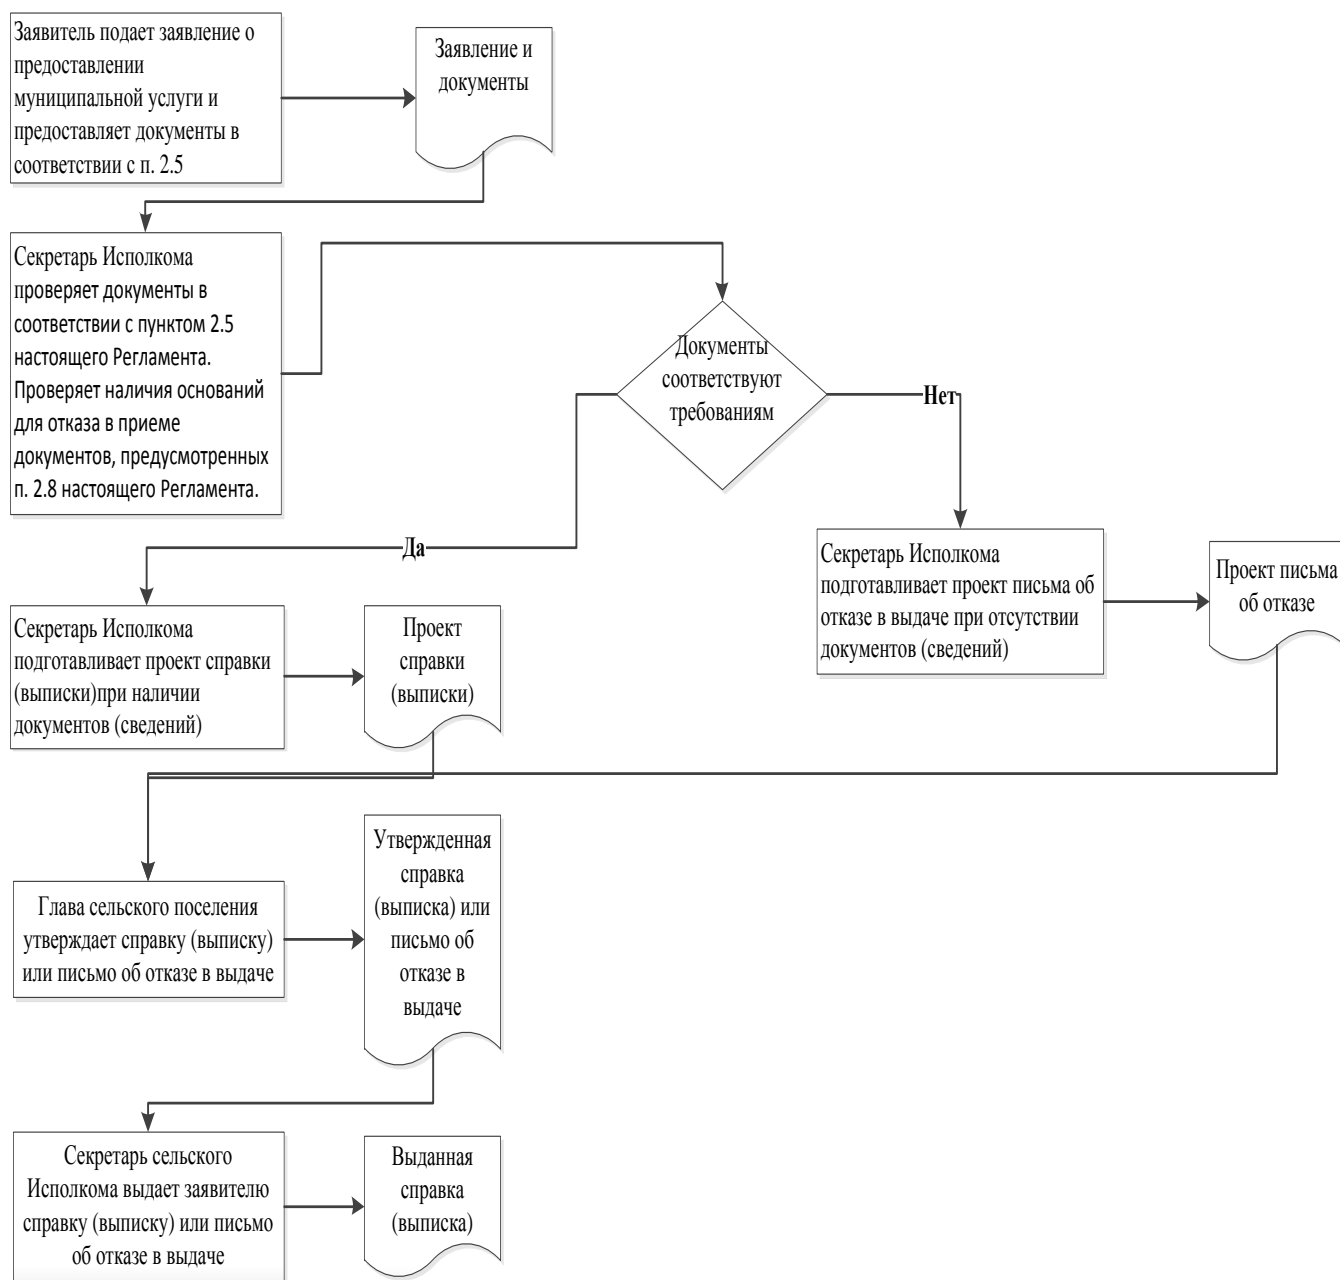 Заявитель подает заявление о
предоставлении
муниципальной услуги и
предоставляет документы в
соответствии с п. 2.5
Заявление и
документы
Секретарь Исполкома
проверяет документы в
соответствии с пунктом 2.5
настоящего Регламента.
Проверяет наличия оснований
для отказа в приеме
документов, предусмотренных
п. 2.8 настоящего Регламента.
Документы
соответствуют
требованиям
Нет
Да
Секретарь Исполкома
подготавливает проект письма об
отказе в выдаче при отсутствии
документов (сведений)
Проект письма
об отказе
Секретарь Исполкома
подготавливает проект справки
(выписки)при наличии
документов (сведений)
Проект
справки
(выписки)
Глава сельского поселения
утверждает справку (выписку)
или письмо об отказе в выдаче
Утвержденная
справка
(выписка) или
письмо об
отказе в
выдаче
Секретарь сельского
Исполкома выдает заявителю
справку (выписку) или письмо
об отказе в выдаче
Выданная
справка
(выписка)